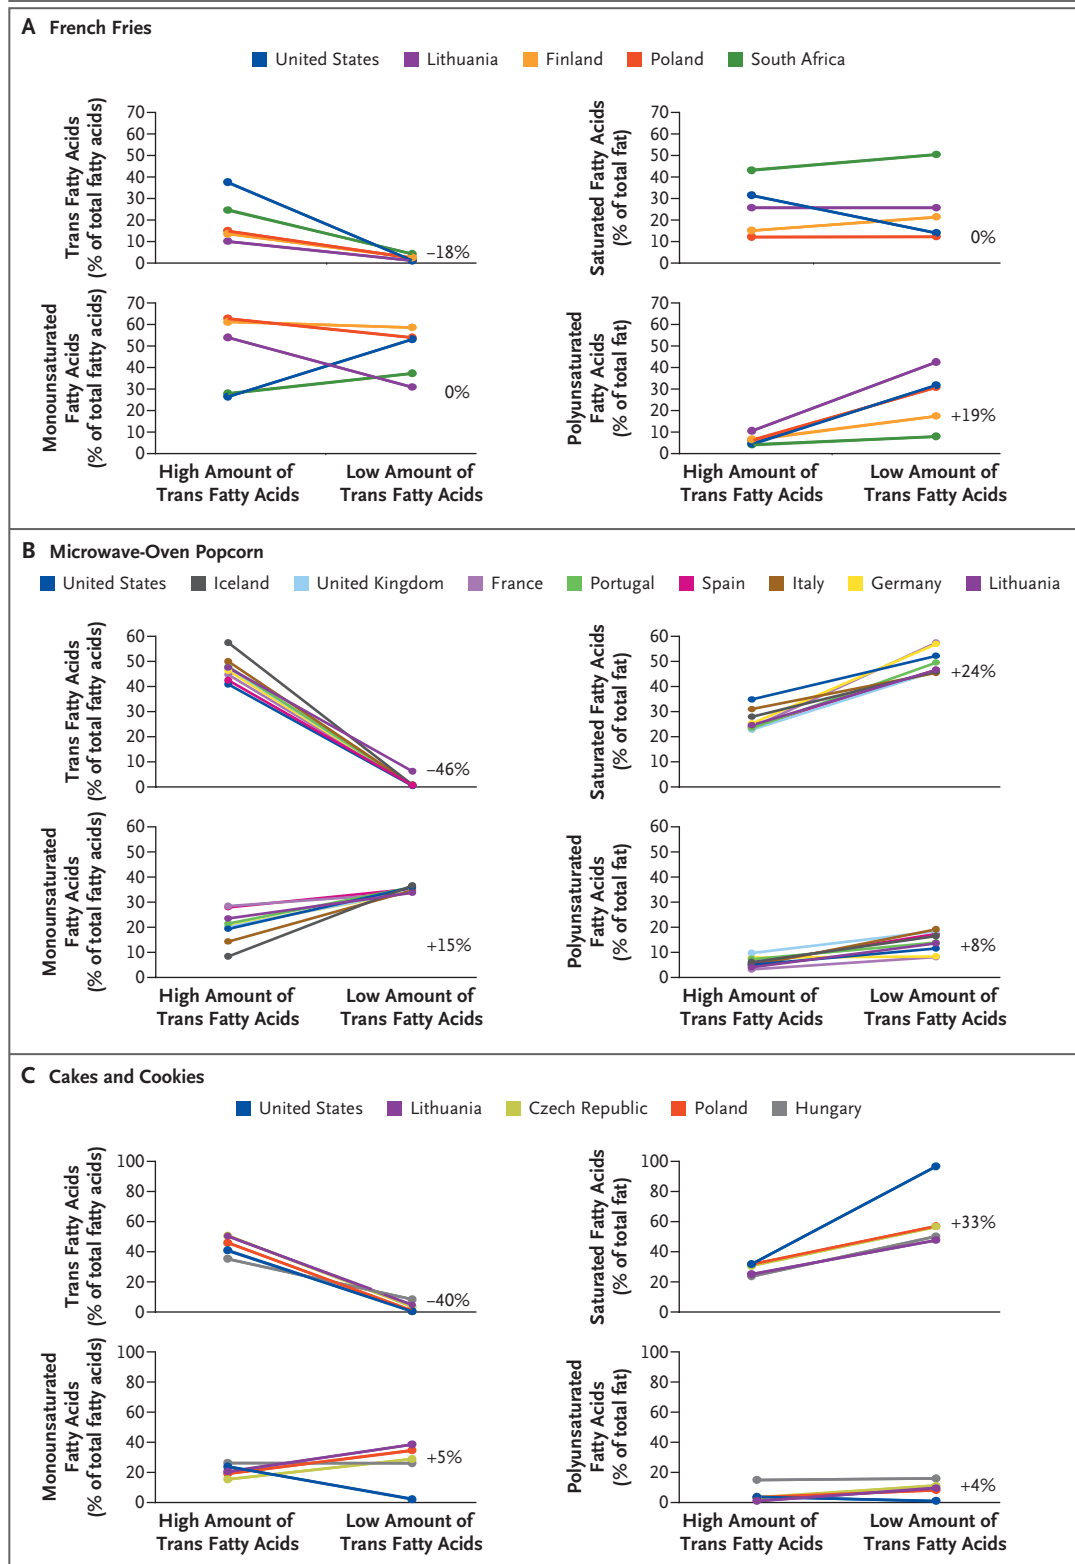 A French Fries
United States Lithuania Finland Poland South Africa
Trans Fatty Acids
(% of total fatty acids)
70
60
50
40
30
20
10
0
–18%
Saturated Fatty Acids
(% of total fat)
70
60
50
40
30
20
10
0
0%
Monounsaturated
Fatty Acids
(% of total fatty acids)
70
60
50
40
30
20
10
0
0%
High Amount of
Trans Fatty Acids
Low Amount of
Trans Fatty Acids
Polyunsaturated
Fatty Acids
(% of total fat)
70
60
50
40
30
20
10
0
+19%
High Amount of
Trans Fatty Acids
Low Amount of
Trans Fatty Acids
B Microwave-Oven Popcorn
United States Iceland United Kingdom France Portugal Spain Italy Germany Lithuania
Trans Fatty Acids
(% of total fatty acids)
60
50
40
30
20
10
0
–46%
Saturated Fatty Acids
(% of total fat)
60
50
40
30
20
10
0
+24%
Monounsaturated
Fatty Acids
(% of total fatty acids)
60
50
40
30
20
10
0
+15%
High Amount of
Trans Fatty Acids
Low Amount of
Trans Fatty Acids
Polyunsaturated
Fatty Acids
(% of total fat)
60
50
40
30
20
10
0
+8%
High Amount of
Trans Fatty Acids
Low Amount of
Trans Fatty Acids
C Cakes and Cookies
United States Lithuania Czech Republic Poland Hungary
Trans Fatty Acids
(% of total fatty acids)
100
80
60
40
20
0
–40%
Saturated Fatty Acids
(% of total fat)
100
80
60
40
20
0
+33%
Monounsaturated
Fatty Acids
(% of total fatty acids)
100
80
60
40
20
0
+5%
High Amount of
Trans Fatty Acids
Low Amount of
Trans Fatty Acids
Polyunsaturated
Fatty Acids
(% of total fat)
100
80
60
40
20
0
+4%
High Amount of
Trans Fatty Acids
Low Amount of
Trans Fatty Acids